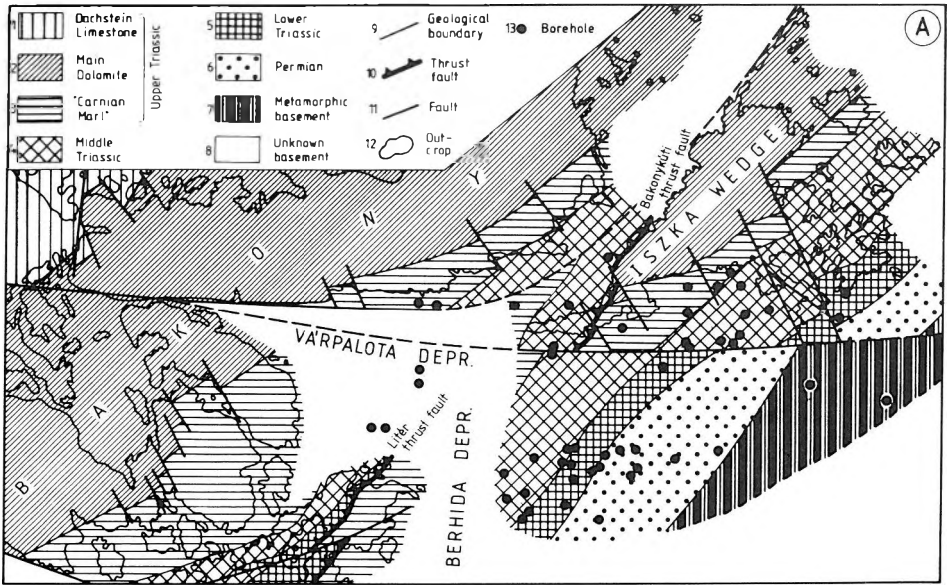 1 Dachstein
Limestone
2 Main
Dolomite
3 "Carnian
Marl"
Upper Triassic
4 Middle
Triassic
5 Lower
Triassic
6 Permian
7 Metamorphic
basement
8 Unknown
basement
9 Geological
boundary
10 Thrust
fault
11 Fault
12 Out-
crop
13 Borehole
A
BAKONY
Bakonykúti
thrust fault
ISZKA WEDGE
VÁRPALOTA DEPR.
Litér
thrust fault
BERHIDA DEPR.